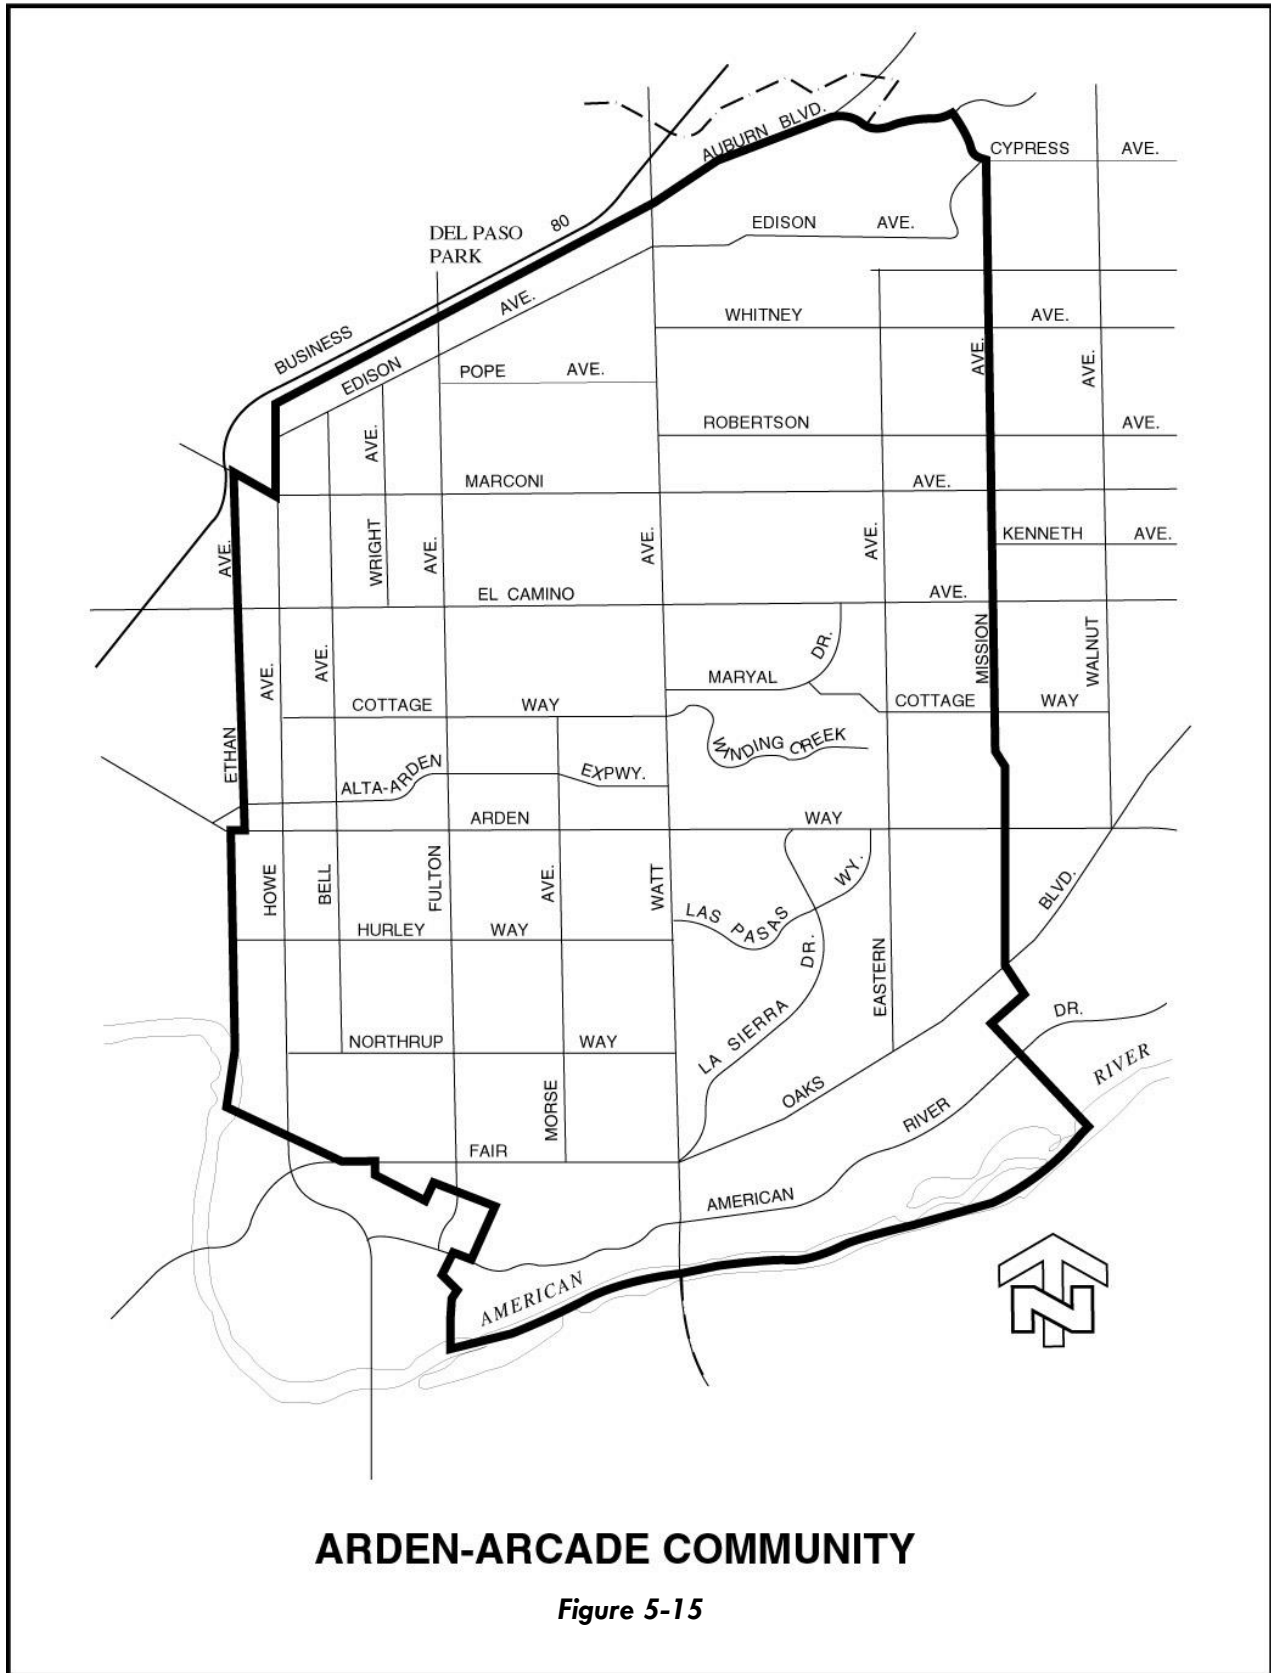 AUBURN BLVD.
CYPRESS AVE.
EDISON AVE.
DEL PASO
PARK
80
BUSINESS
EDISON AVE.
WHITNEY AVE.
POPE AVE.
AVE.
AVE.
ROBERTSON AVE.
AVE.
MARCONI AVE.
WRIGHT
AVE.
AVE.
AVE.
AVE.
KENNETH AVE.
EL CAMINO AVE.
AVE.
AVE.
MARYAL DR.
MISSION
WALNUT
COTTAGE WAY
COTTAGE WAY
ETHAN
WINDING CREEK
ALTA-ARDEN EXPWY.
ARDEN WAY
HOWE
BELL
FULTON
AVE.
WATT
LAS PASAS WY.
BLVD.
HURLEY WAY
EASTERN
LA SIERRA DR.
NORTHRUP WAY
DR.
RIVER
MORSE
OAKS
RIVER
FAIR
AMERICAN
AMERICAN
N
ARDEN-ARCADE COMMUNITY
Figure 5-15